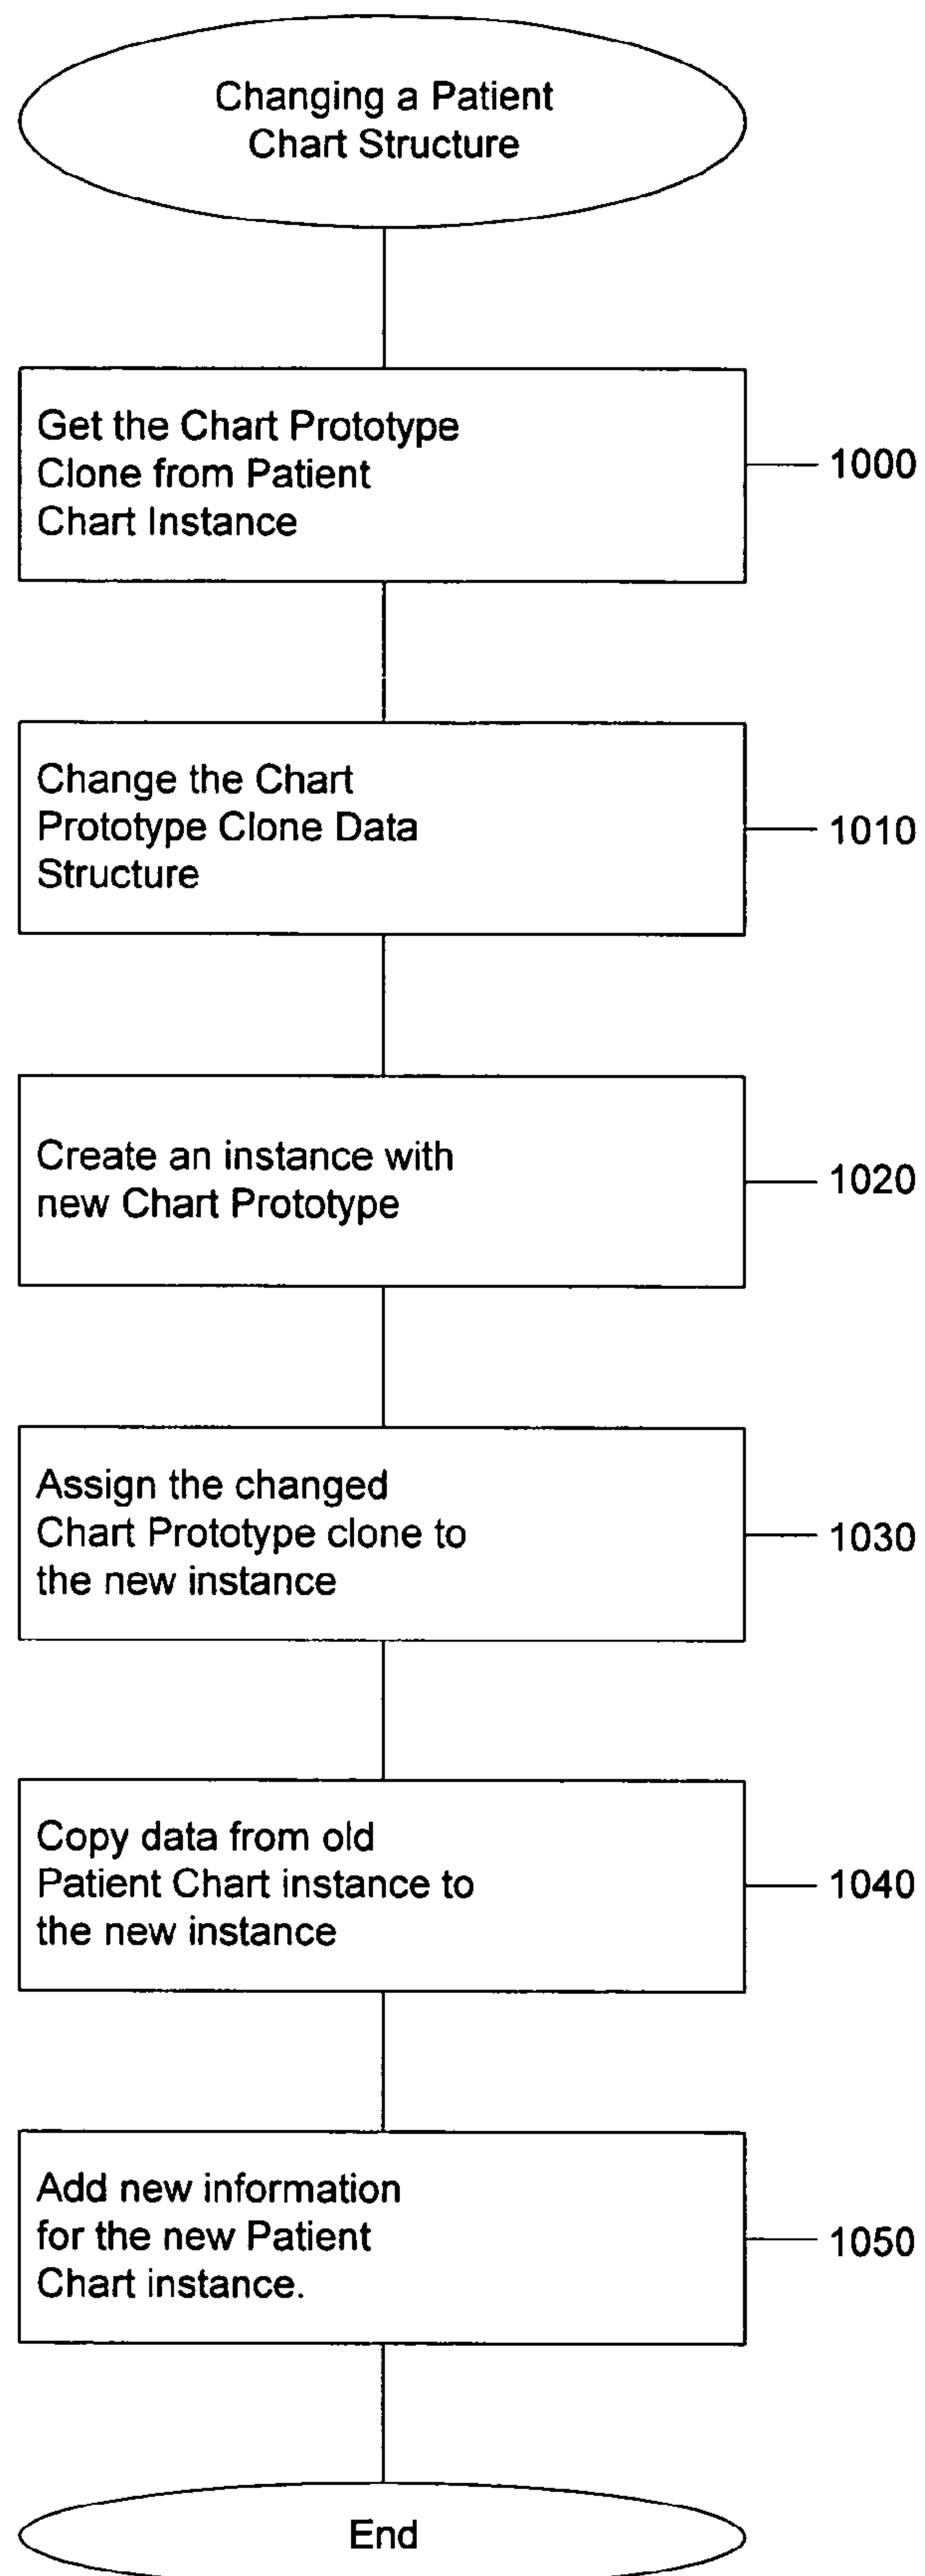 Changing a Patient
Chart Structure
Get the Chart Prototype
Clone from Patient
Chart Instance
1000
Change the Chart
Prototype Clone Data
Structure
1010
Create an instance with
new Chart Prototype
1020
Assign the changed
Chart Prototype clone to
the new instance
1030
Copy data from old
Patient Chart instance to
the new instance
1040
Add new information
for the new Patient
Chart instance.
1050
End